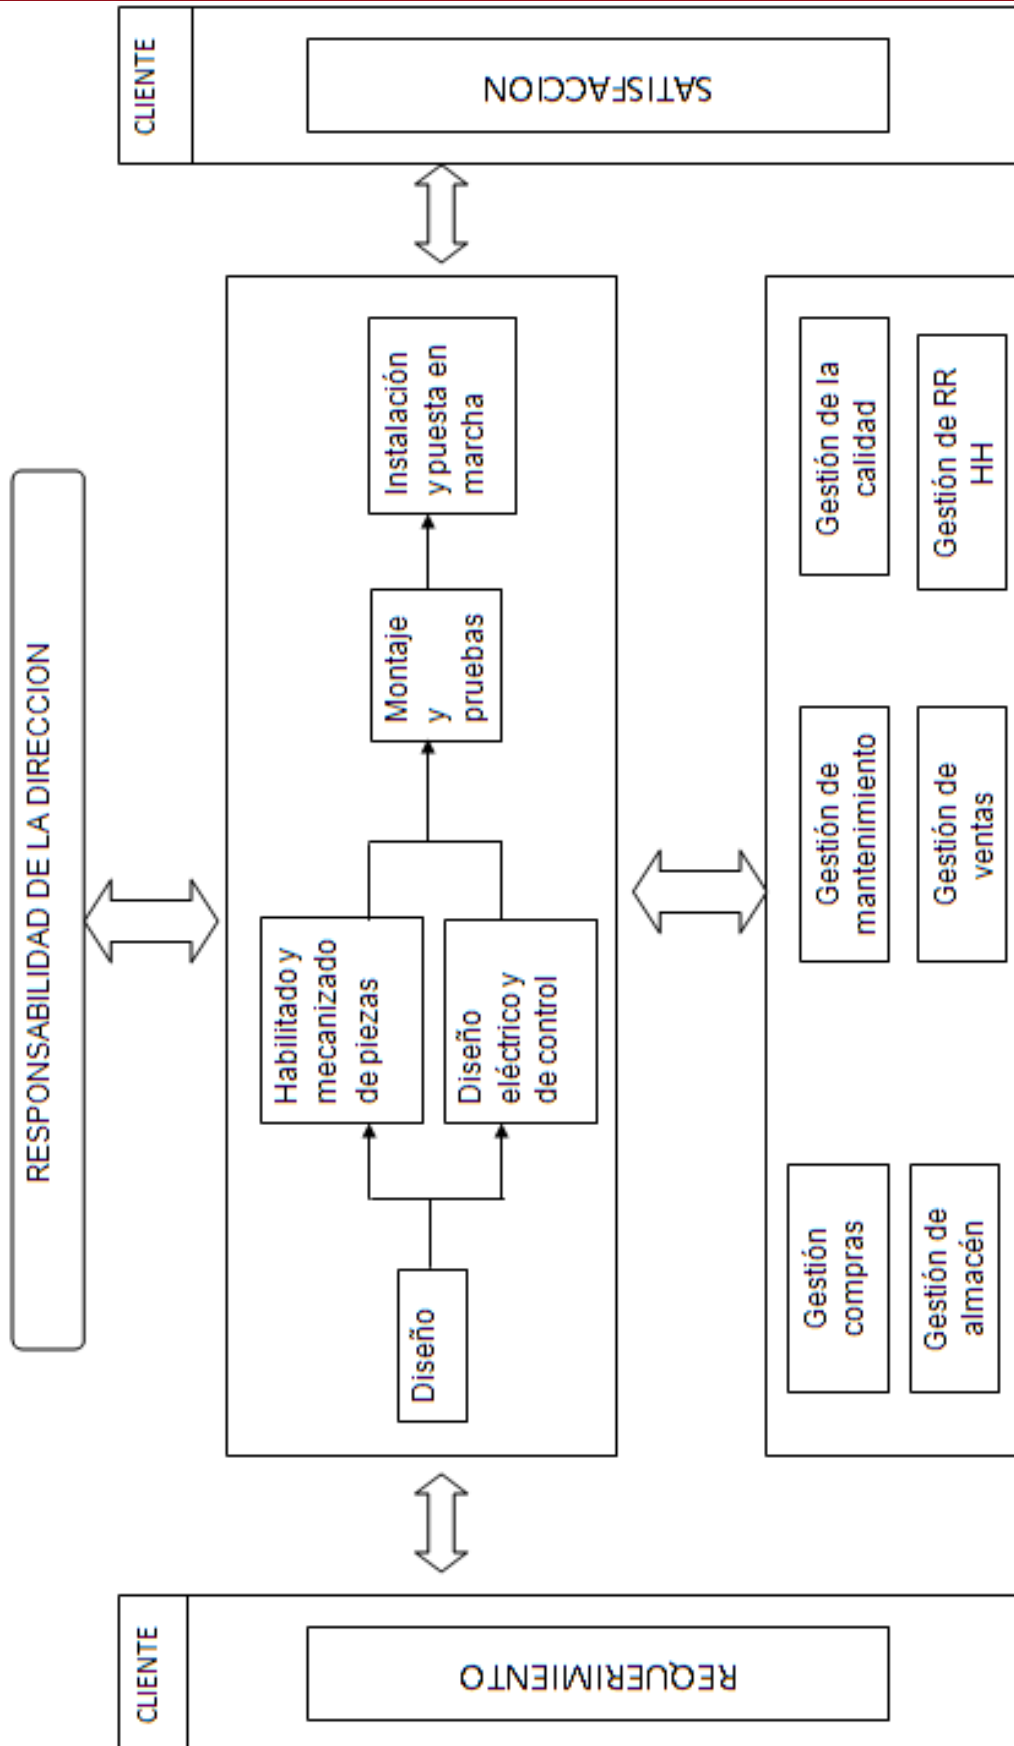 RESPONSABILIDAD DE LA DIRECCION
CLIENTE
REQUERIMIENTO
Diseño
Habilitado y
mecanizado
de piezas
Diseño
eléctrico y
de control
Montaje
y
pruebas
Instalación
y puesta en
marcha
CLIENTE
SATISFACCION
Gestión
compras
Gestión de
mantenimiento
Gestión de la
calidad
Gestión de
almacén
Gestión de
ventas
Gestión de RR
HH